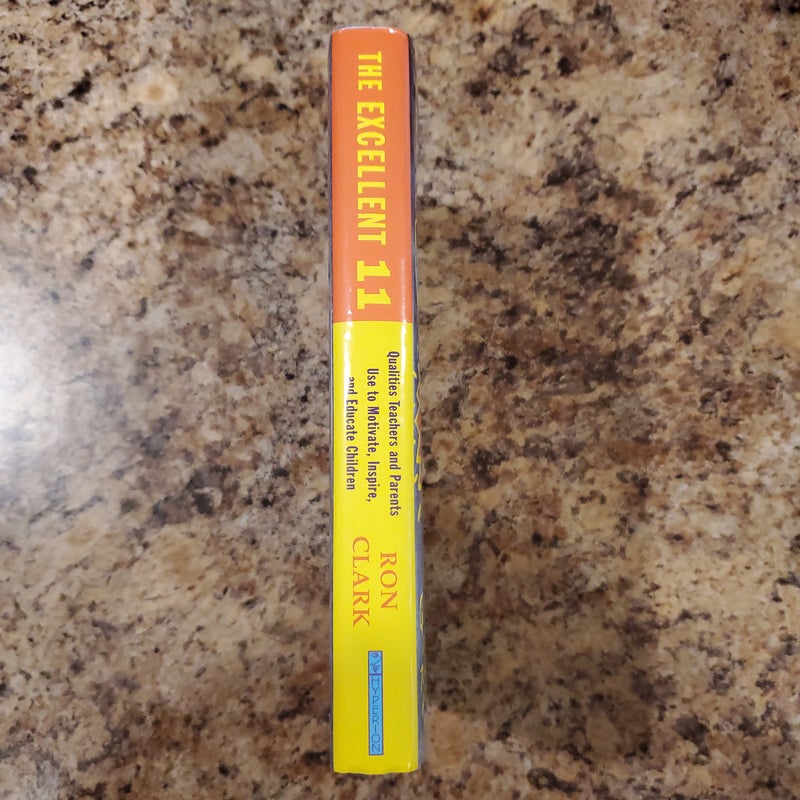 THE EXCELLENT 11
Qualities Teachers and Parents
Use to Motivate, Inspire,
and Educate Children
RON
CLARK
HYPERION